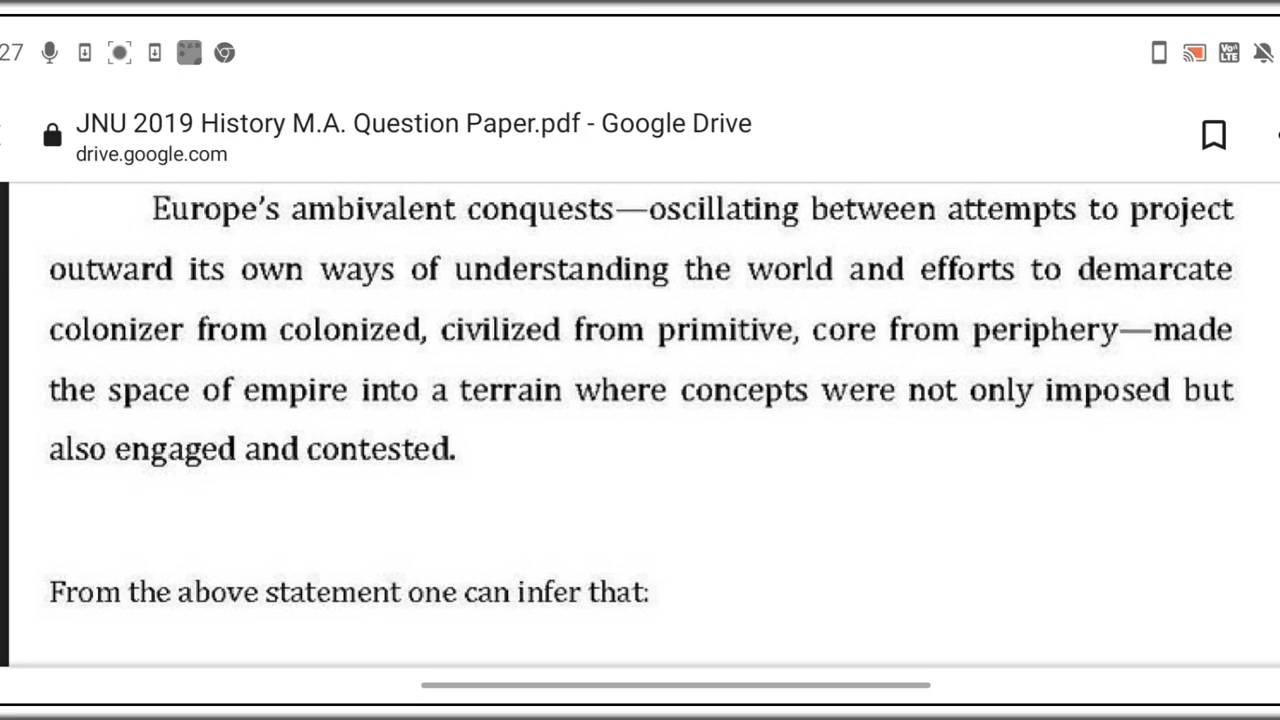 27
VoLTE
JNU 2019 History M.A. Question Paper.pdf - Google Drive
drive.google.com
Europe's ambivalent conquests—oscillating between attempts to project
outward its own ways of understanding the world and efforts to demarcate
colonizer from colonized, civilized from primitive, core from periphery—made
the space of empire into a terrain where concepts were not only imposed but
also engaged and contested.
From the above statement one can infer that: